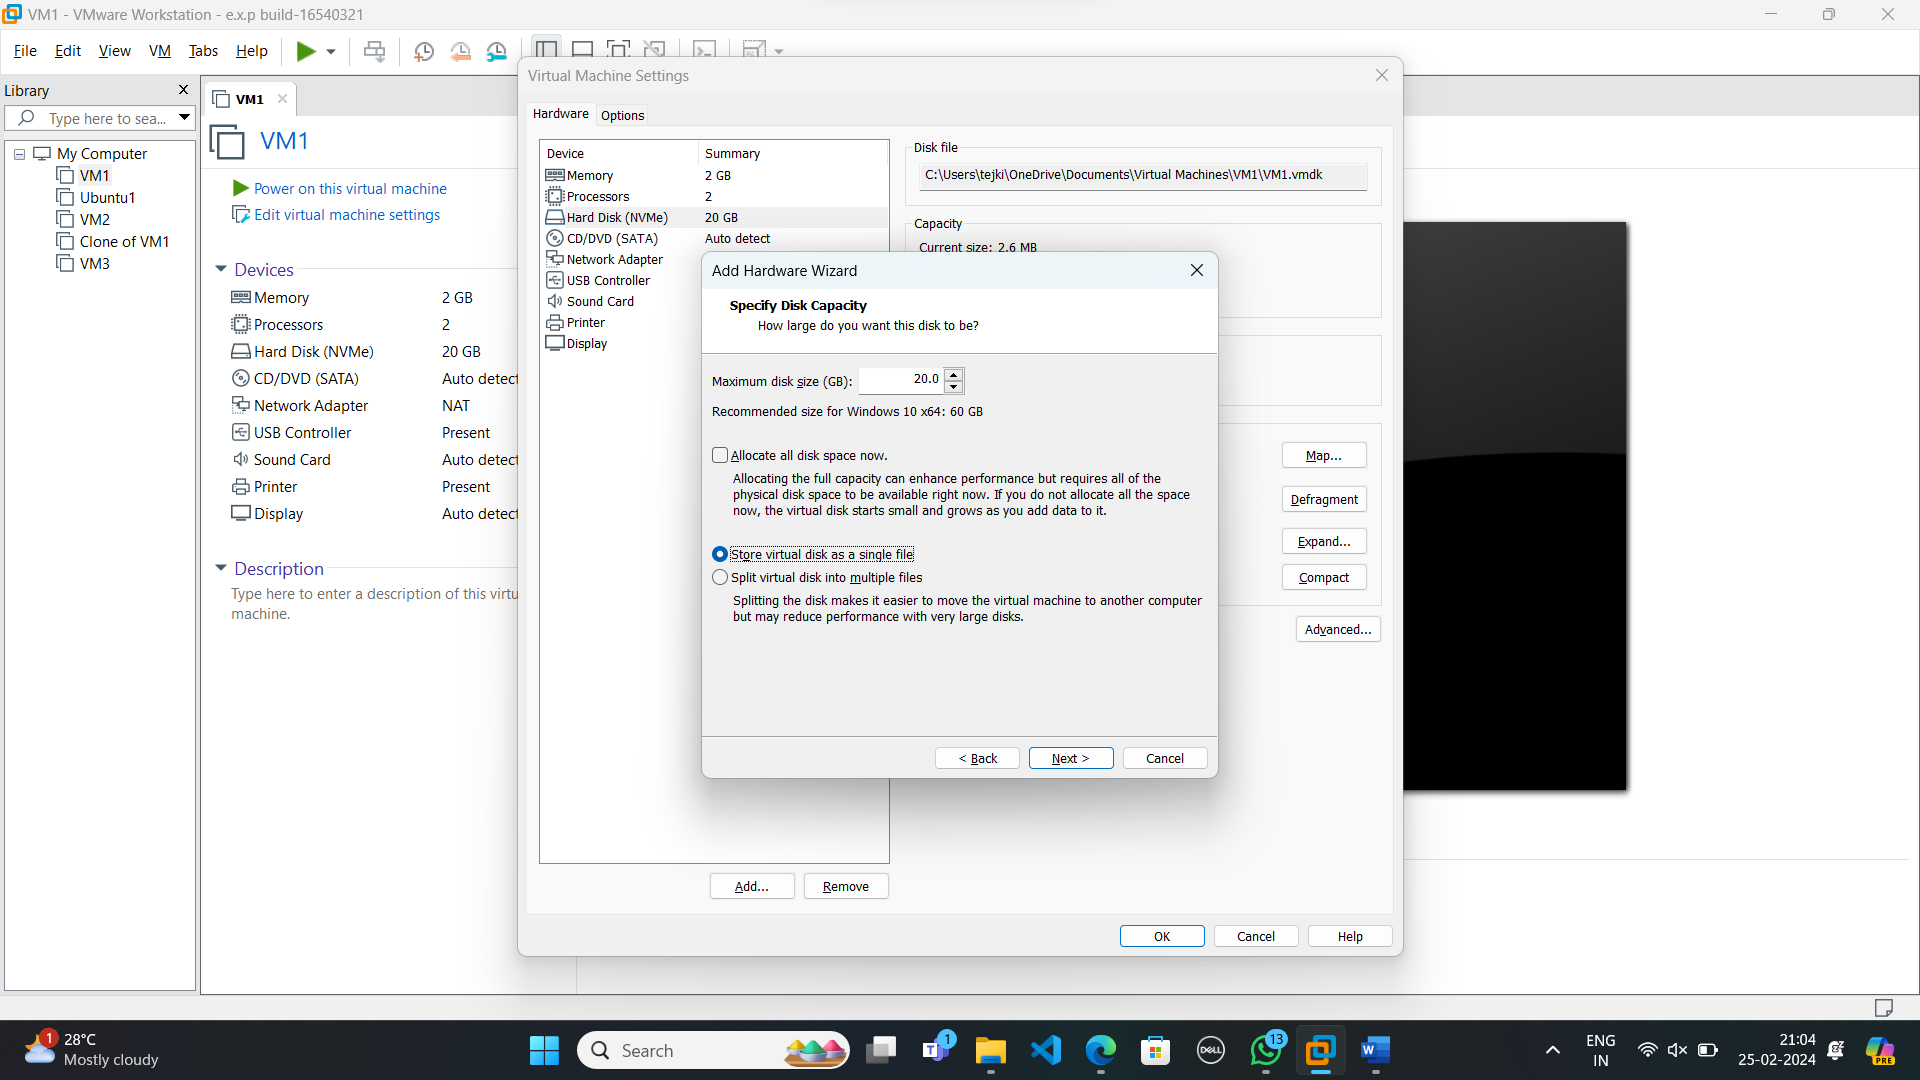 VM1 - VMware Workstation - e.x.p build-16540321
File Edit View VM Tabs Help
Library
Type here to sea...
My Computer
VM1
Ubuntu1
VM2
Clone of VM1
VM3
VM1
VM1
Power on this virtual machine
Edit virtual machine settings
Devices
Memory 2 GB
Processors 2
Hard Disk (NVMe) 20 GB
CD/DVD (SATA) Auto detect
Network Adapter NAT
USB Controller Present
Sound Card Auto detect
Printer Present
Display Auto detect
Description
Type here to enter a description of this virtu
machine.
Virtual Machine Settings
Hardware Options
Device Summary
Memory 2 GB
Processors 2
Hard Disk (NVMe) 20 GB
CD/DVD (SATA) Auto detect
Network Adapter
USB Controller
Sound Card
Printer
Display
Add... Remove
Disk file
C:\Users\tejki\OneDrive\Documents\Virtual Machines\VM1\VM1.vmdk
Capacity
Current size: 2.6 MB
Map...
Defragment
Expand...
Compact
Advanced...
OK Cancel Help
Add Hardware Wizard
Specify Disk Capacity
How large do you want this disk to be?
Maximum disk size (GB): 20.0
Recommended size for Windows 10 x64: 60 GB
Allocate all disk space now.
Allocating the full capacity can enhance performance but requires all of the
physical disk space to be available right now. If you do not allocate all the space
now, the virtual disk starts small and grows as you add data to it.
Store virtual disk as a single file
Split virtual disk into multiple files
Splitting the disk makes it easier to move the virtual machine to another computer
but may reduce performance with very large disks.
< Back Next > Cancel
1
28°C
Mostly cloudy
Search
T
1
DELL
13
W
ENG
IN
21:04
25-02-2024
PRE